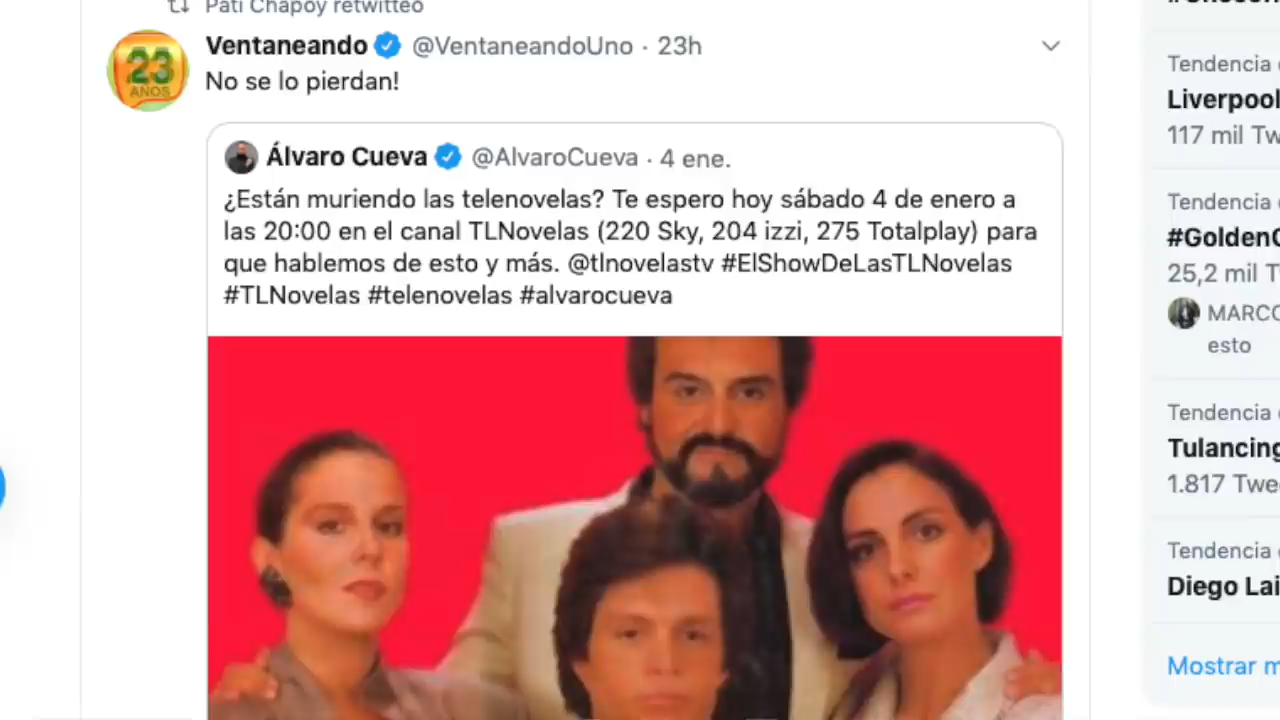 Pati Chapoy retwitteó
Ventaneando @VentaneandoUno · 23h
No se lo pierdan!
23
AÑOS
Álvaro Cueva @AlvaroCueva · 4 ene.
¿Están muriendo las telenovelas? Te espero hoy sábado 4 de enero a
las 20:00 en el canal TLNovelas (220 Sky, 204 izzi, 275 Totalplay) para
que hablemos de esto y más. @tlnovelastv #ElShowDeLasTLNovelas
#TLNovelas #telenovelas #alvarocueva
Tendencia
Liverpool
117 mil Tw
Tendencia
#GoldenG
25,2 mil T
MARCO
esto
Tendencia
Tulancing
1.817 Twe
Tendencia
Diego Lai
Mostrar m